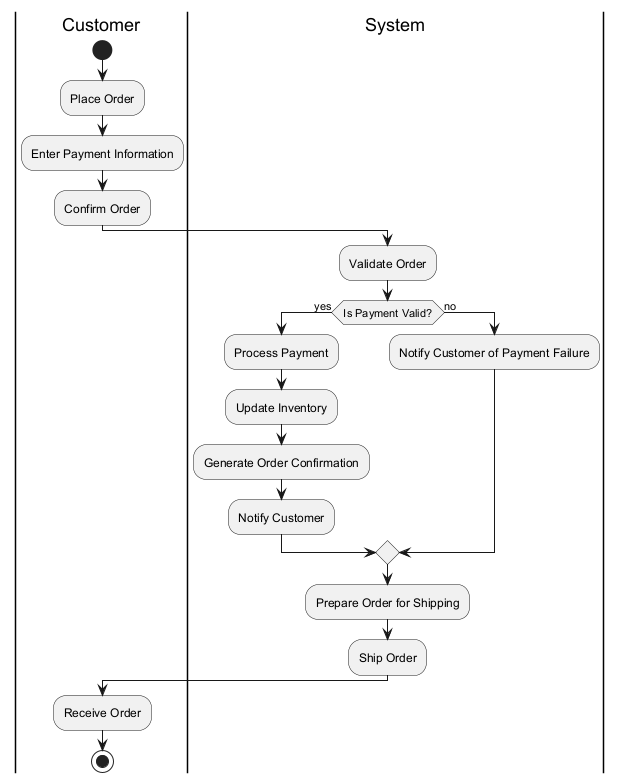 Customer
System
Place Order
Enter Payment Information
Confirm Order
Validate Order
Is Payment Valid?
yes
no
Process Payment
Notify Customer of Payment Failure
Update Inventory
Generate Order Confirmation
Notify Customer
Prepare Order for Shipping
Ship Order
Receive Order